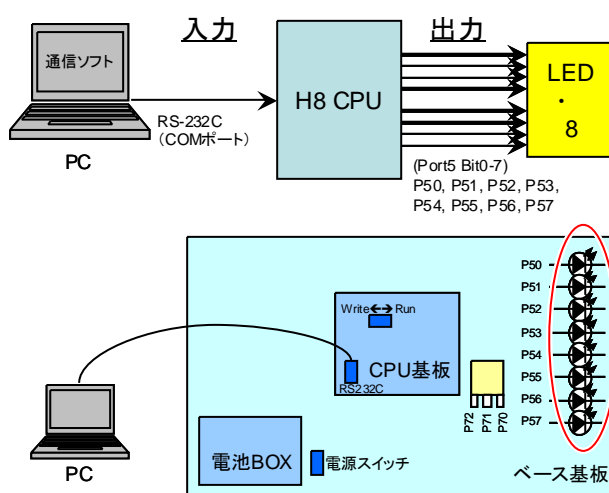 入力
出力
通信ソフト
PC
RS-232C
(COMポート)
H8 CPU
LED
・
8
(Port5 Bit0-7)
P50, P51, P52, P53,
P54, P55, P56, P57
P50
P51
P52
P53
P54
P55
P56
P57
Write Run
CPU基板
RS232C
P72
P71
P70
PC
電池BOX
電源スイッチ
ベース基板